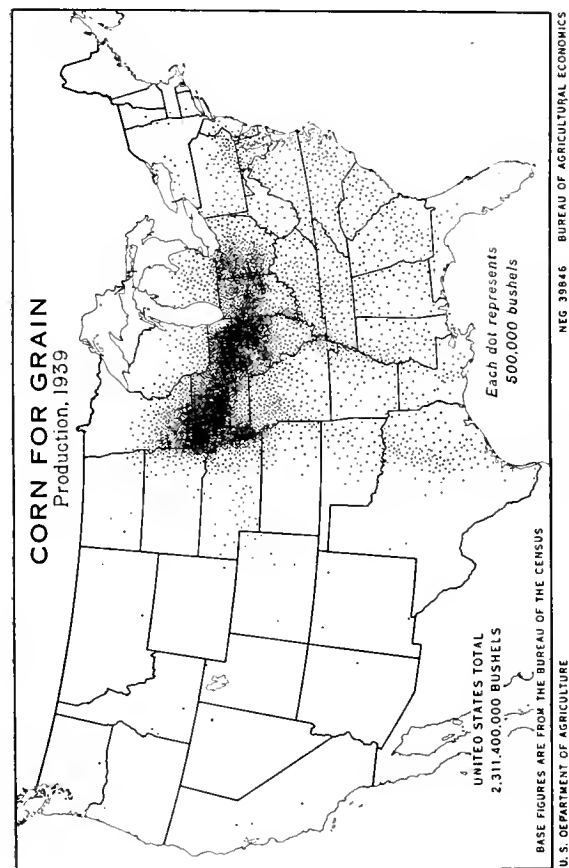 CORN FOR GRAIN
Production, 1939
Each dot represents
500,000 bushels
UNITED STATES TOTAL
2,311,400,000 BUSHELS
BASE FIGURES ARE FROM THE BUREAU OF THE CENSUS
U.S. DEPARTMENT OF AGRICULTURE
NEG 39846 BUREAU OF AGRICULTURAL ECONOMICS